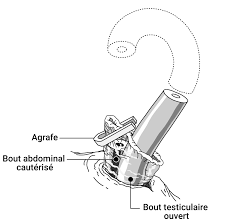 Agrafe
Bout abdominal
cautérisé
Bout testiculaire
ouvert